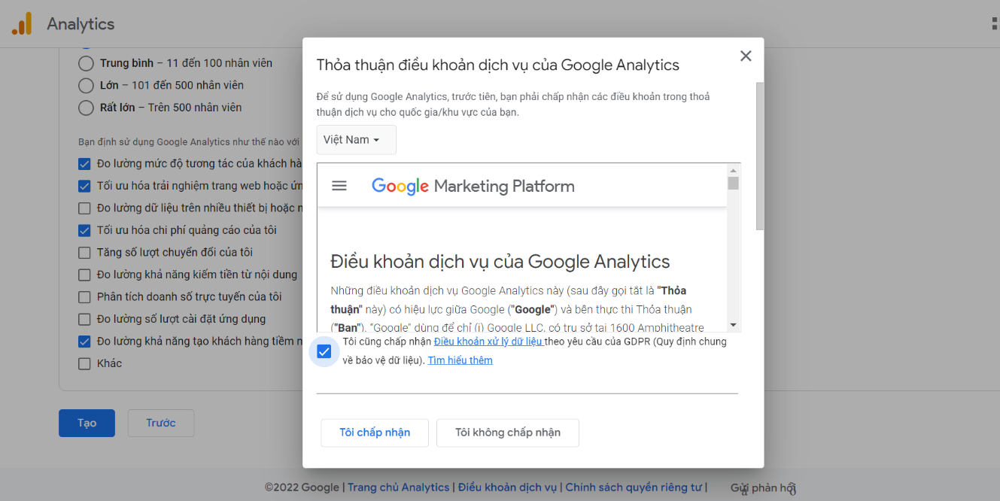 Analytics
Trung bình – 11 đến 100 nhân viên
Lớn – 101 đến 500 nhân viên
Rất lớn – Trên 500 nhân viên
Bạn định sử dụng Google Analytics như thế nào với
Đo lường mức độ tương tác của khách hà
Tối ưu hóa trải nghiệm trang web hoặc ứn
Đo lường dữ liệu trên nhiều thiết bị hoặc n
Tối ưu hóa chi phí quảng cáo của tôi
Tăng số lượt chuyển đổi của tôi
Đo lường khả năng kiếm tiền từ nội dung
Phân tích doanh số trực tuyến của tôi
Đo lường số lượt cài đặt ứng dụng
Đo lường khả năng tạo khách hàng tiềm n
Khác
Tạo
Trước
Thỏa thuận điều khoản dịch vụ của Google Analytics
Để sử dụng Google Analytics, trước tiên, bạn phải chấp nhận các điều khoản trong thoả
thuận dịch vụ cho quốc gia/khu vực của bạn.
Việt Nam
Google Marketing Platform
Điều khoản dịch vụ của Google Analytics
Những điều khoản dịch vụ Google Analytics này (sau đây gọi tắt là "Thỏa
thuận" này) có hiệu lực giữa Google ("Google") và bên thực thi Thỏa thuận
("Bạn"). "Google" dùng để chỉ (i) Google LLC, có trụ sở tại 1600 Amphitheatre
Tôi cũng chấp nhận Điều khoản xử lý dữ liệu theo yêu cầu của GDPR (Quy định chung
về bảo vệ dữ liệu). Tìm hiểu thêm
Tôi chấp nhận
Tôi không chấp nhận
©2022 Google | Trang chủ Analytics | Điều khoản dịch vụ | Chính sách quyền riêng tư |
Gửi phản hồi